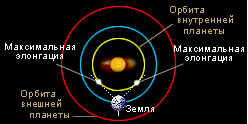 Орбита
внутренней
планеты
Максимальная
элонгация
Максимальная
элонгация
Орбита
внешней
планеты
Земля